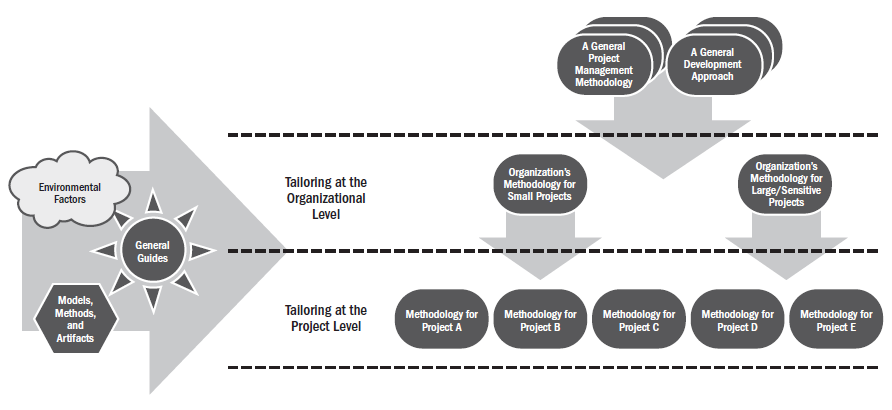 A General
Project
Management
Methodology
A General
Development
Approach
Environmental
Factors
General
Guides
Models,
Methods,
and
Artifacts
Tailoring at the
Organizational
Level
Organization's
Methodology for
Small Projects
Organization's
Methodology for
Large/Sensitive
Projects
Tailoring at the
Project Level
Methodology for
Project A
Methodology for
Project B
Methodology for
Project C
Methodology for
Project D
Methodology for
Project E